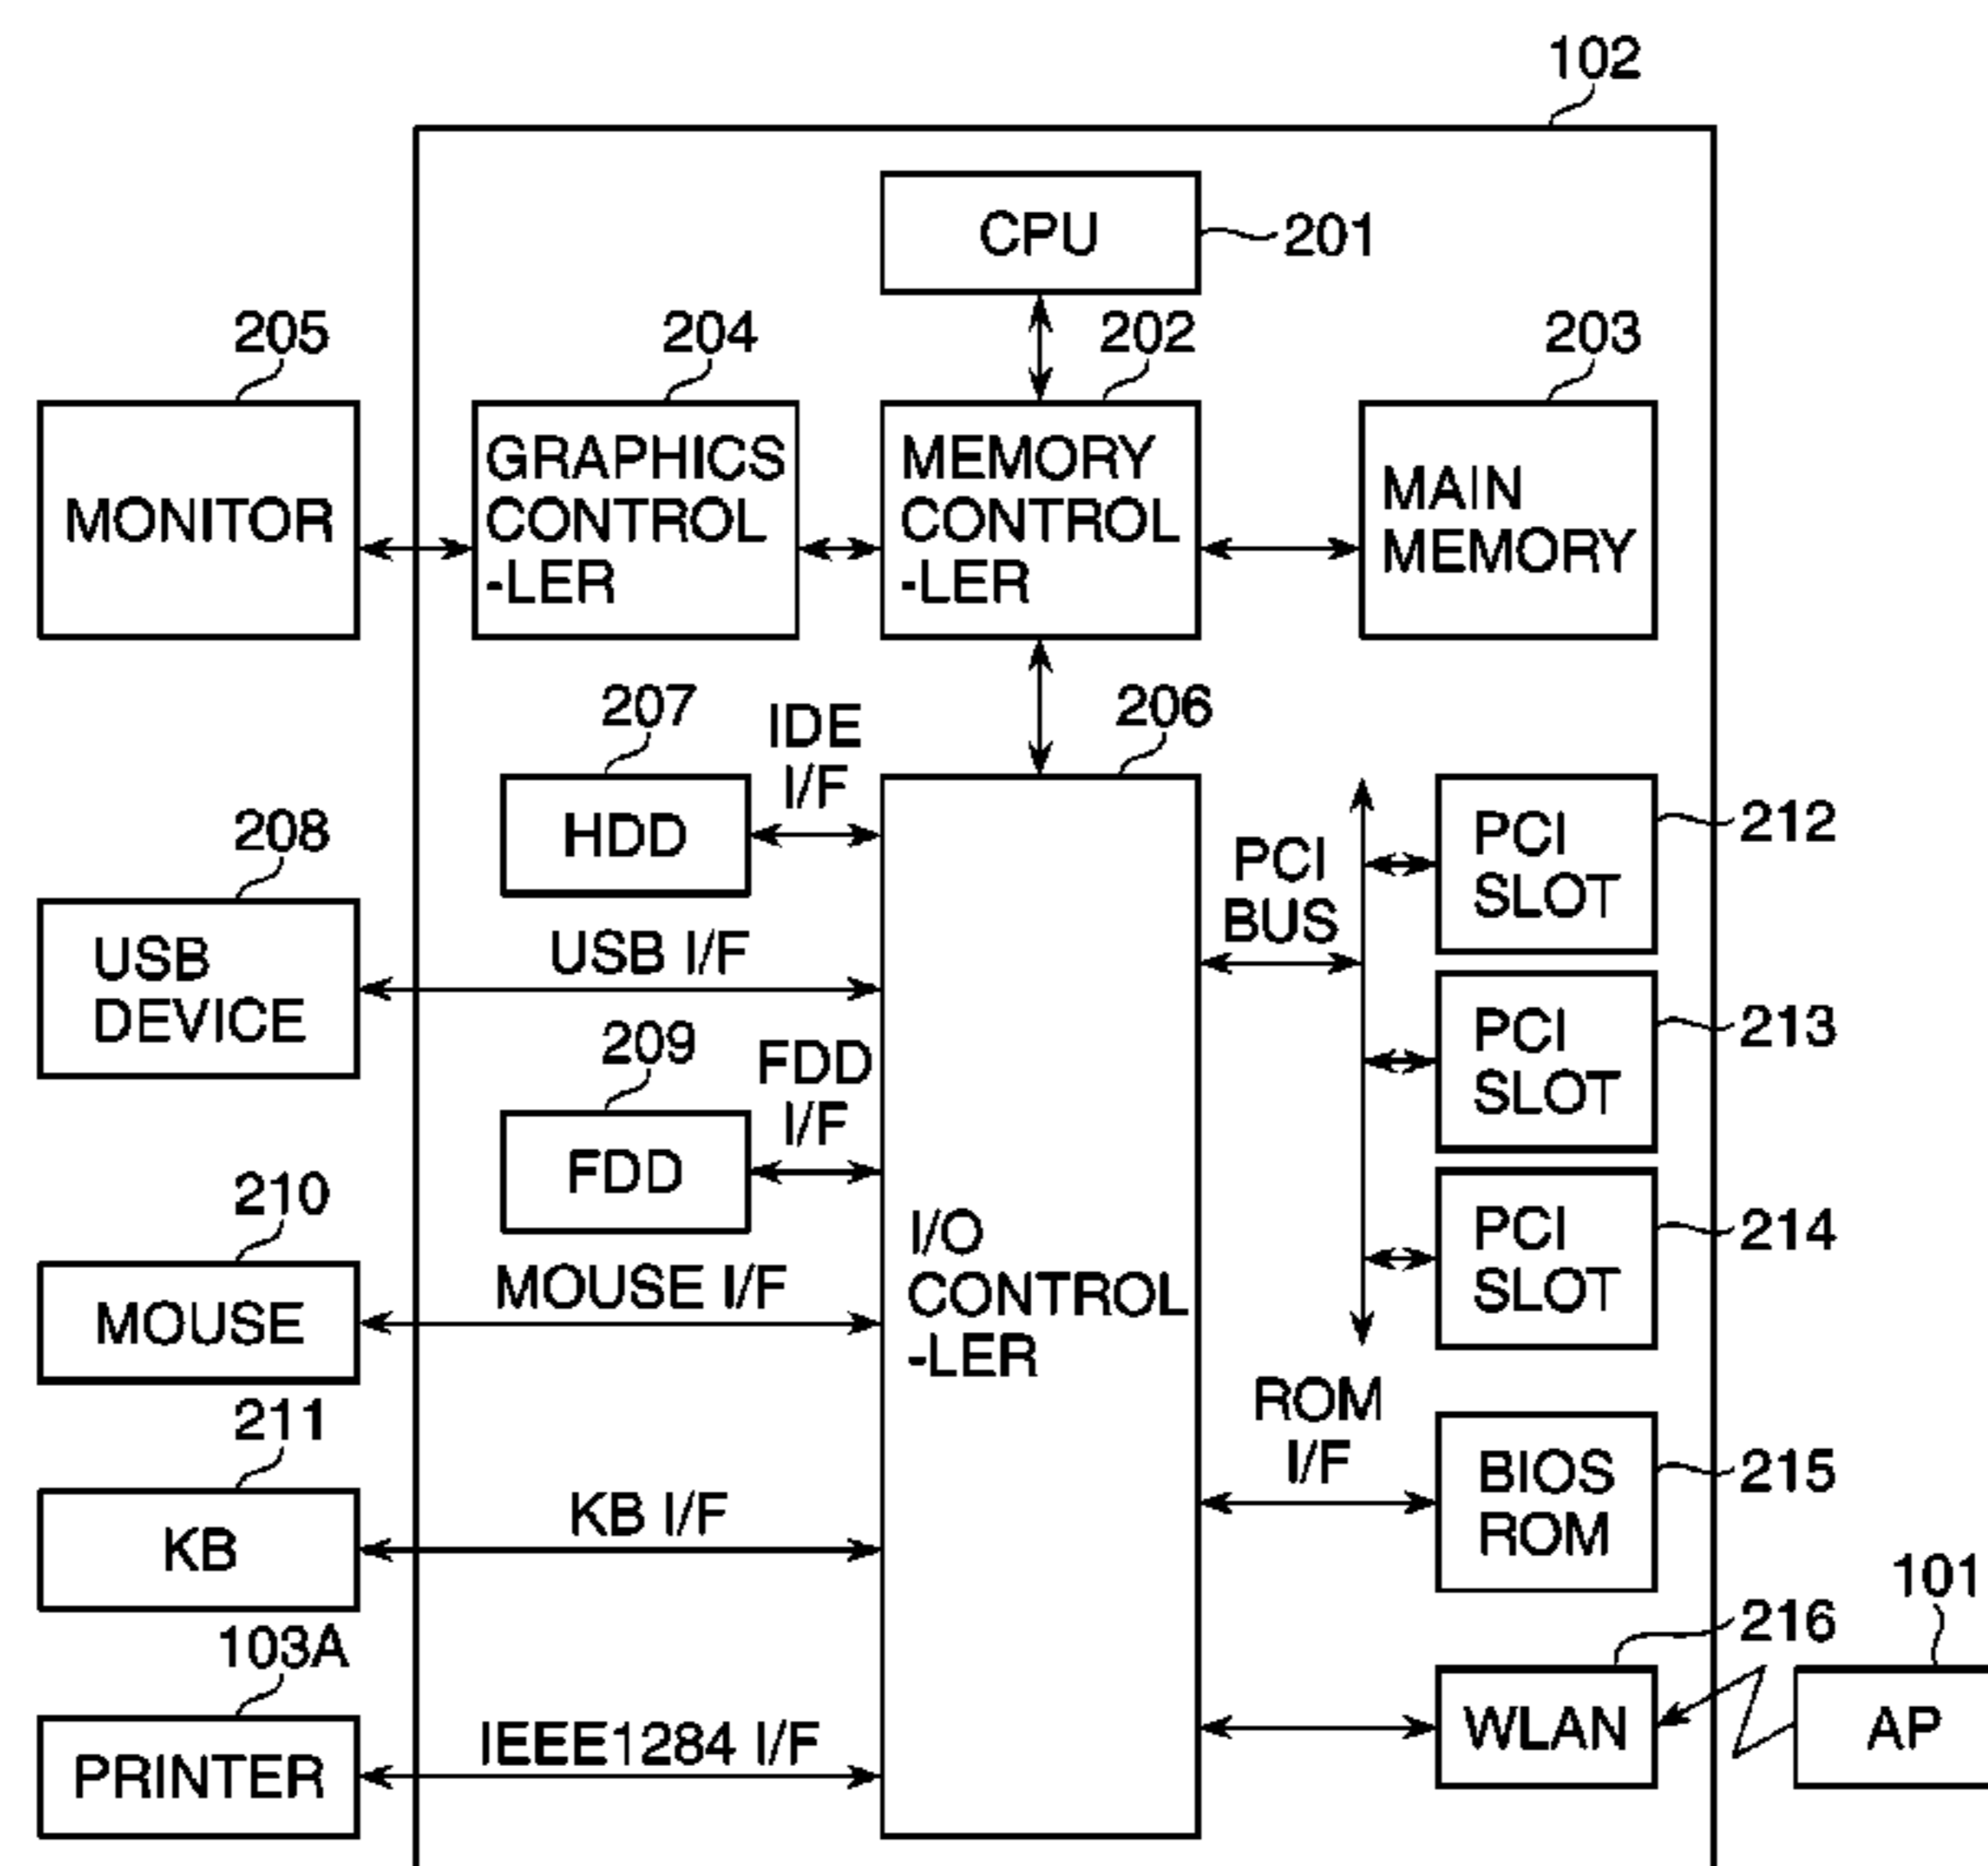 102
CPU
201
205
204
202
203
MONITOR
GRAPHICS
CONTROL
-LER
MEMORY
CONTROL
-LER
MAIN
MEMORY
207
IDE
I/F
206
HDD
208
USB
DEVICE
USB I/F
PCI
BUS
PCI
SLOT
212
209
FDD
I/F
FDD
PCI
SLOT
213
210
MOUSE
MOUSE I/F
I/O
CONTROL
-LER
PCI
SLOT
214
211
KB
KB I/F
ROM
I/F
BIOS
ROM
215
103A
PRINTER
IEEE1284 I/F
216
WLAN
101
AP